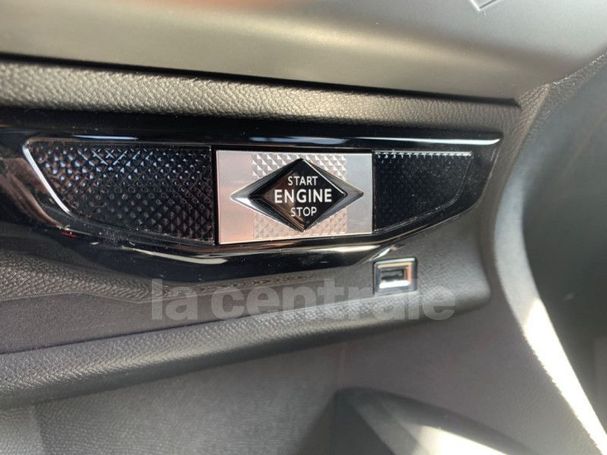 START
ENGINE
STOP
la centrale